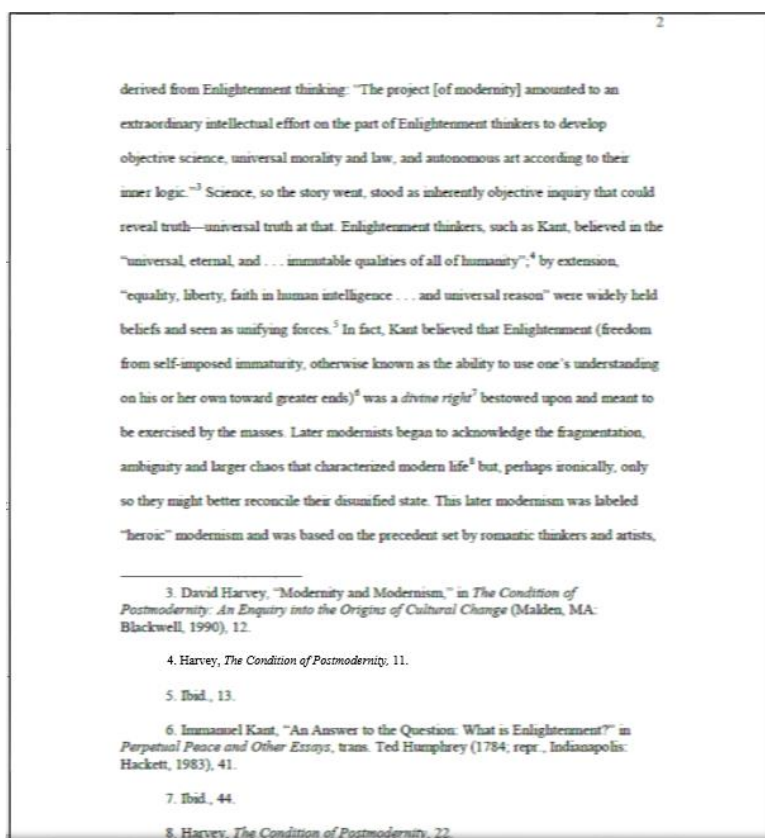 2
derived from Enlightenment thinking: "The project [of modernity] amounted to an
extraordinary intellectual effort on the part of Enlightenment thinkers to develop
objective science, universal morality and law, and autonomous art according to their
inner logic."3 Science, so the story went, stood as inherently objective inquiry that could
reveal truth—universal truth at that. Enlightenment thinkers, such as Kant, believed in the
"universal, eternal, and . . . immutable qualities of all of humanity";4 by extension,
"equality, liberty, faith in human intelligence . . . and universal reason" were widely held
beliefs and seen as unifying forces.5 In fact, Kant believed that Enlightenment (freedom
from self-imposed immaturity, otherwise known as the ability to use one's understanding
on his or her own toward greater ends)6 was a divine right7 bestowed upon and meant to
be exercised by the masses. Later modernists began to acknowledge the fragmentation,
ambiguity and larger chaos that characterized modern life8 but, perhaps ironically, only
so they might better reconcile their disunified state. This later modernism was labeled
"heroic" modernism and was based on the precedent set by romantic thinkers and artists,
3. David Harvey, "Modernity and Modernism," in The Condition of
Postmodernity: An Enquiry into the Origins of Cultural Change (Malden, MA:
Blackwell, 1990), 12.
4. Harvey, The Condition of Postmodernity, 11.
5. Ibid., 13.
6. Immanuel Kant, "An Answer to the Question: What is Enlightenment?" in
Perpetual Peace and Other Essays, trans. Ted Humphrey (1784; repr., Indianapolis:
Hackett, 1983), 41.
7. Ibid., 44.
8. Harvey, The Condition of Postmodernity, 22.